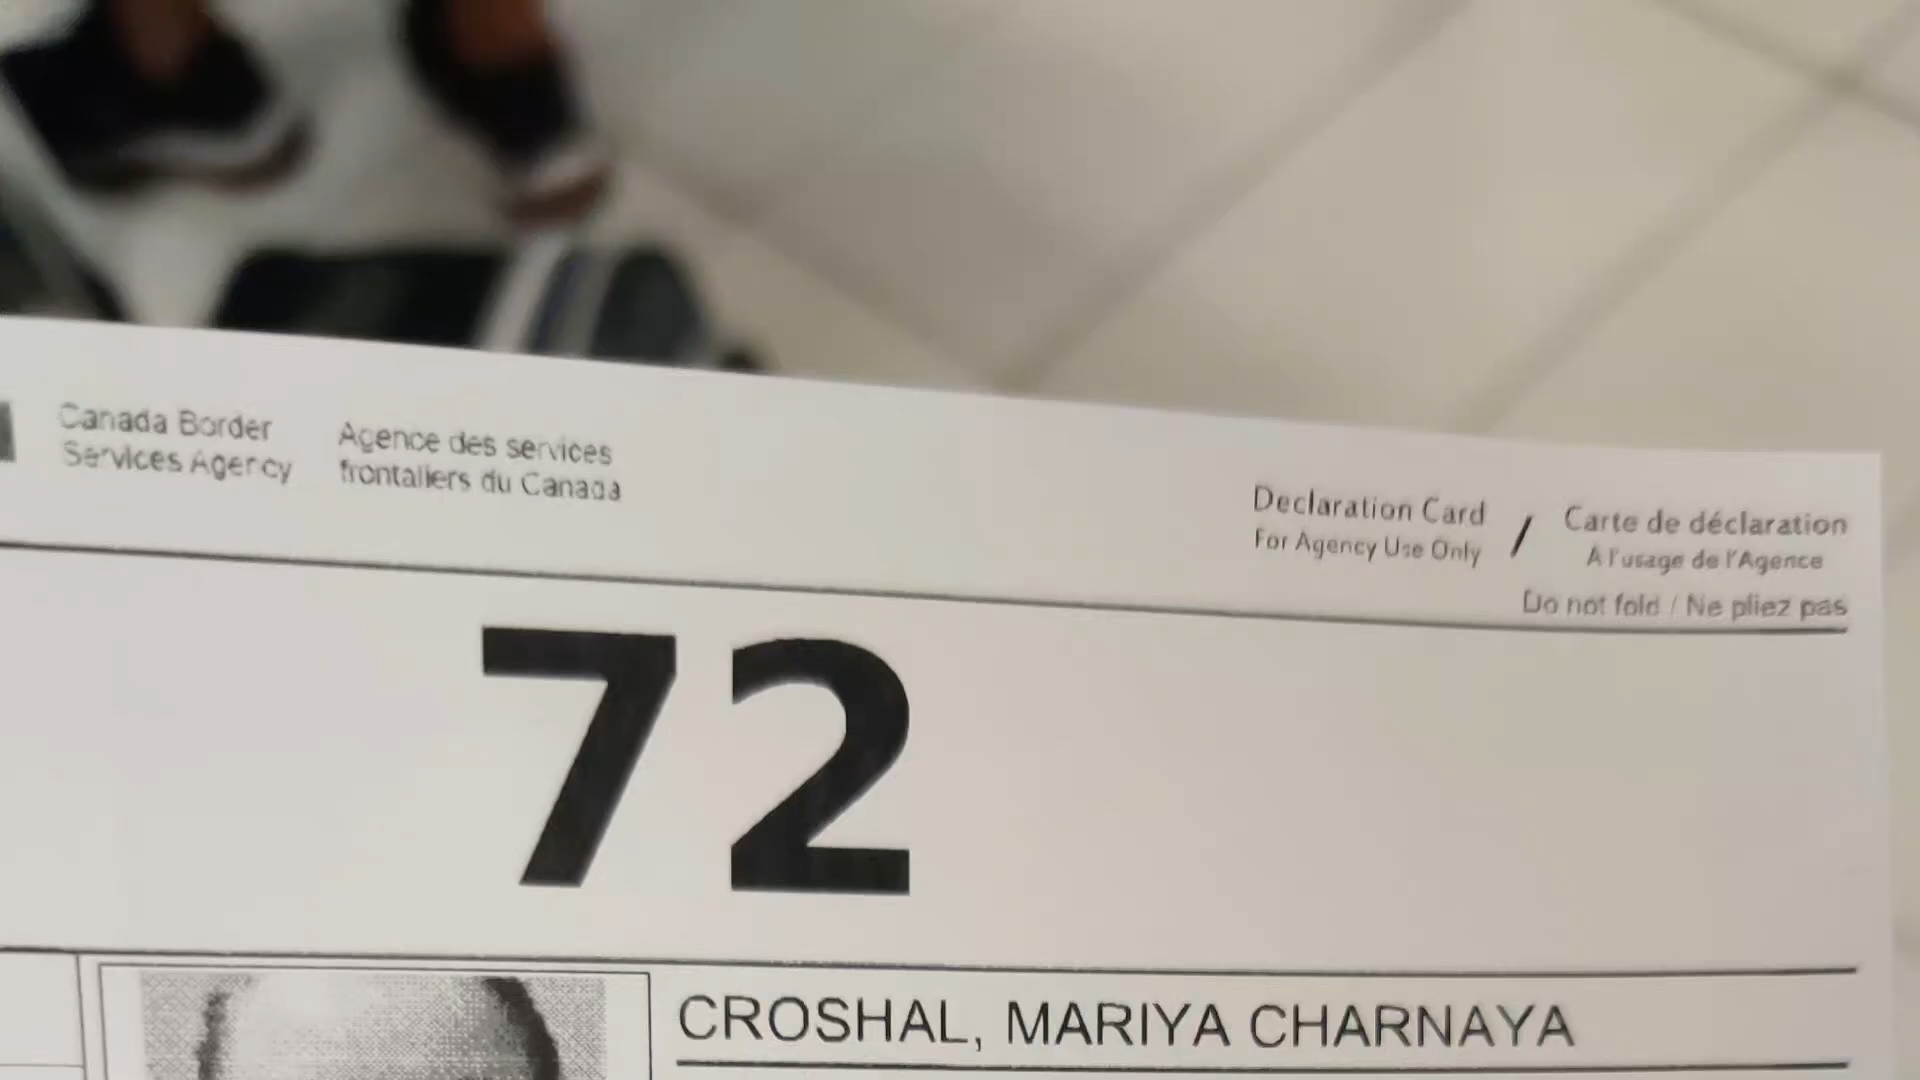 Canada Border
Services Agency
Agence des services
frontaliers du Canada
Declaration Card / Carte de déclaration
For Agency Use Only
À l'usage de l'Agence
Do not fold / Ne pliez pas
72
CROSHAL, MARIYA CHARNAYA